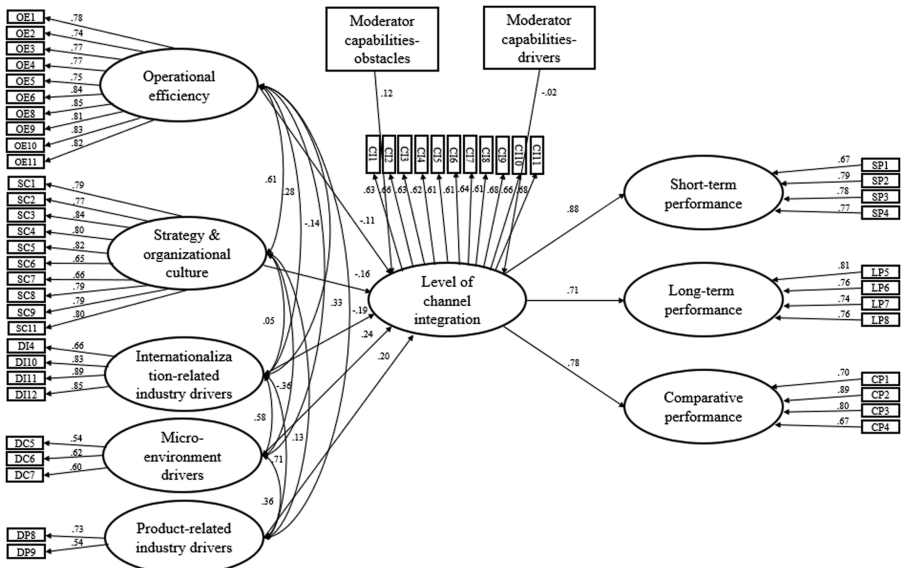 OE1
OE2
OE3
OE4
OE5
OE6
OE8
OE9
OE10
OE11
.78
.74
.77
.77
.75
.84
.85
.81
.83
.82
Operational
efficiency
SC1
SC2
SC3
SC4
SC5
SC6
SC7
SC8
SC9
SC11
.79
.77
.84
.80
.82
.65
.66
.79
.79
.80
Strategy &
organizational
culture
DI4
DI10
DI11
DI12
.66
.83
.89
.85
Internationaliza
tion-related
industry drivers
DC5
DC6
DC7
.54
.62
.60
Micro-
environment
drivers
DP8
DP9
.73
.54
Product-related
industry drivers
.61
.28
-.14
.33
.05
-.36
.13
.58
.71
.36
-.11
-.16
-.19
.24
.20
Moderator
capabilities-
obstacles
.12
Moderator
capabilities-
drivers
-.02
CI1
CI2
CI3
CI4
CI5
CI6
CI7
CI8
CI9
CI10
CI11
.63
.66
.63
.62
.61
.61
.64
.61
.68
.66
.68
Level of
channel
integration
.88
.71
.78
Short-term
performance
.67
.79
.78
.77
SP1
SP2
SP3
SP4
Long-term
performance
.81
.76
.74
.76
LP5
LP6
LP7
LP8
Comparative
performance
.70
.89
.80
.67
CP1
CP2
CP3
CP4